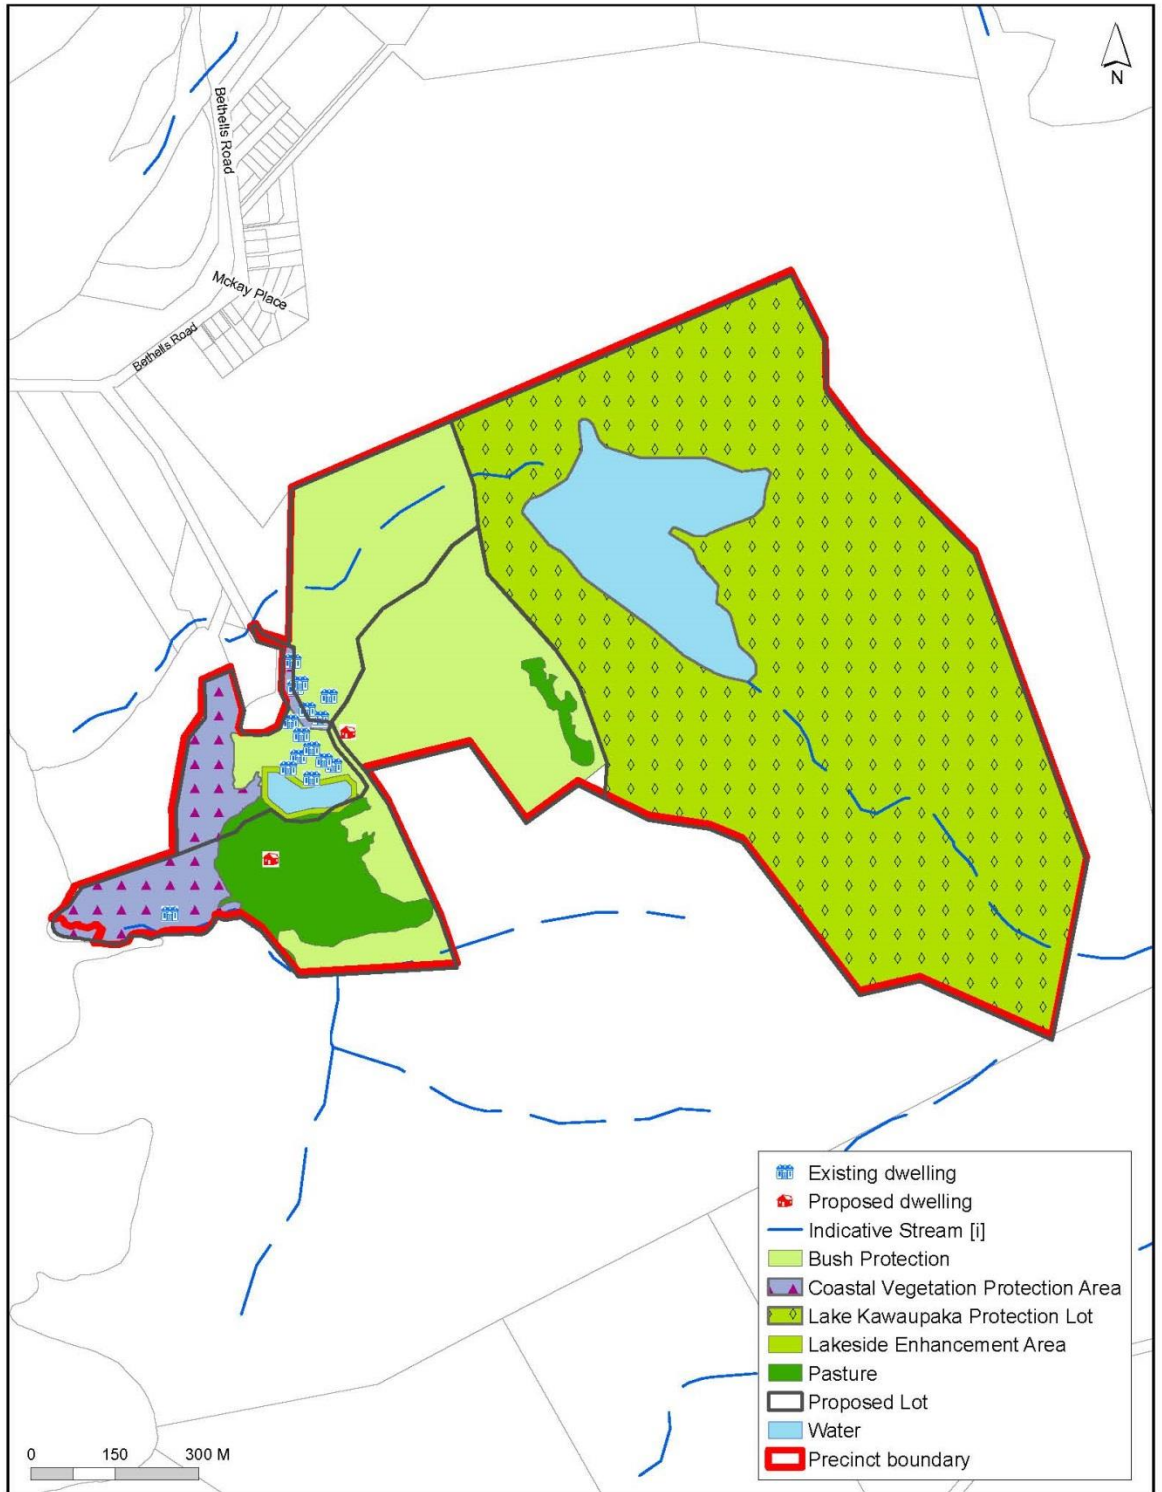 N
Bethells Road
Mckay Place
Bethells Road
Existing dwelling
Proposed dwelling
Indicative Stream [i]
Bush Protection
Coastal Vegetation Protection Area
Lake Kawaupaka Protection Lot
Lakeside Enhancement Area
Pasture
Proposed Lot
Water
Precinct boundary
0 150 300 M